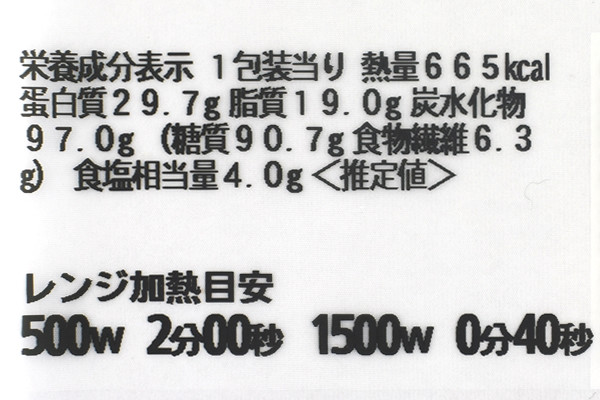 栄養成分表示 1包装当り 熱量665kcal
蛋白質29.7g 脂質19.0g 炭水化物
97.0g (糖質90.7g 食物繊維6.3
g) 食塩相当量4.0g <推定値>
レンジ加熱目安
500w 2分00秒 1500w 0分40秒